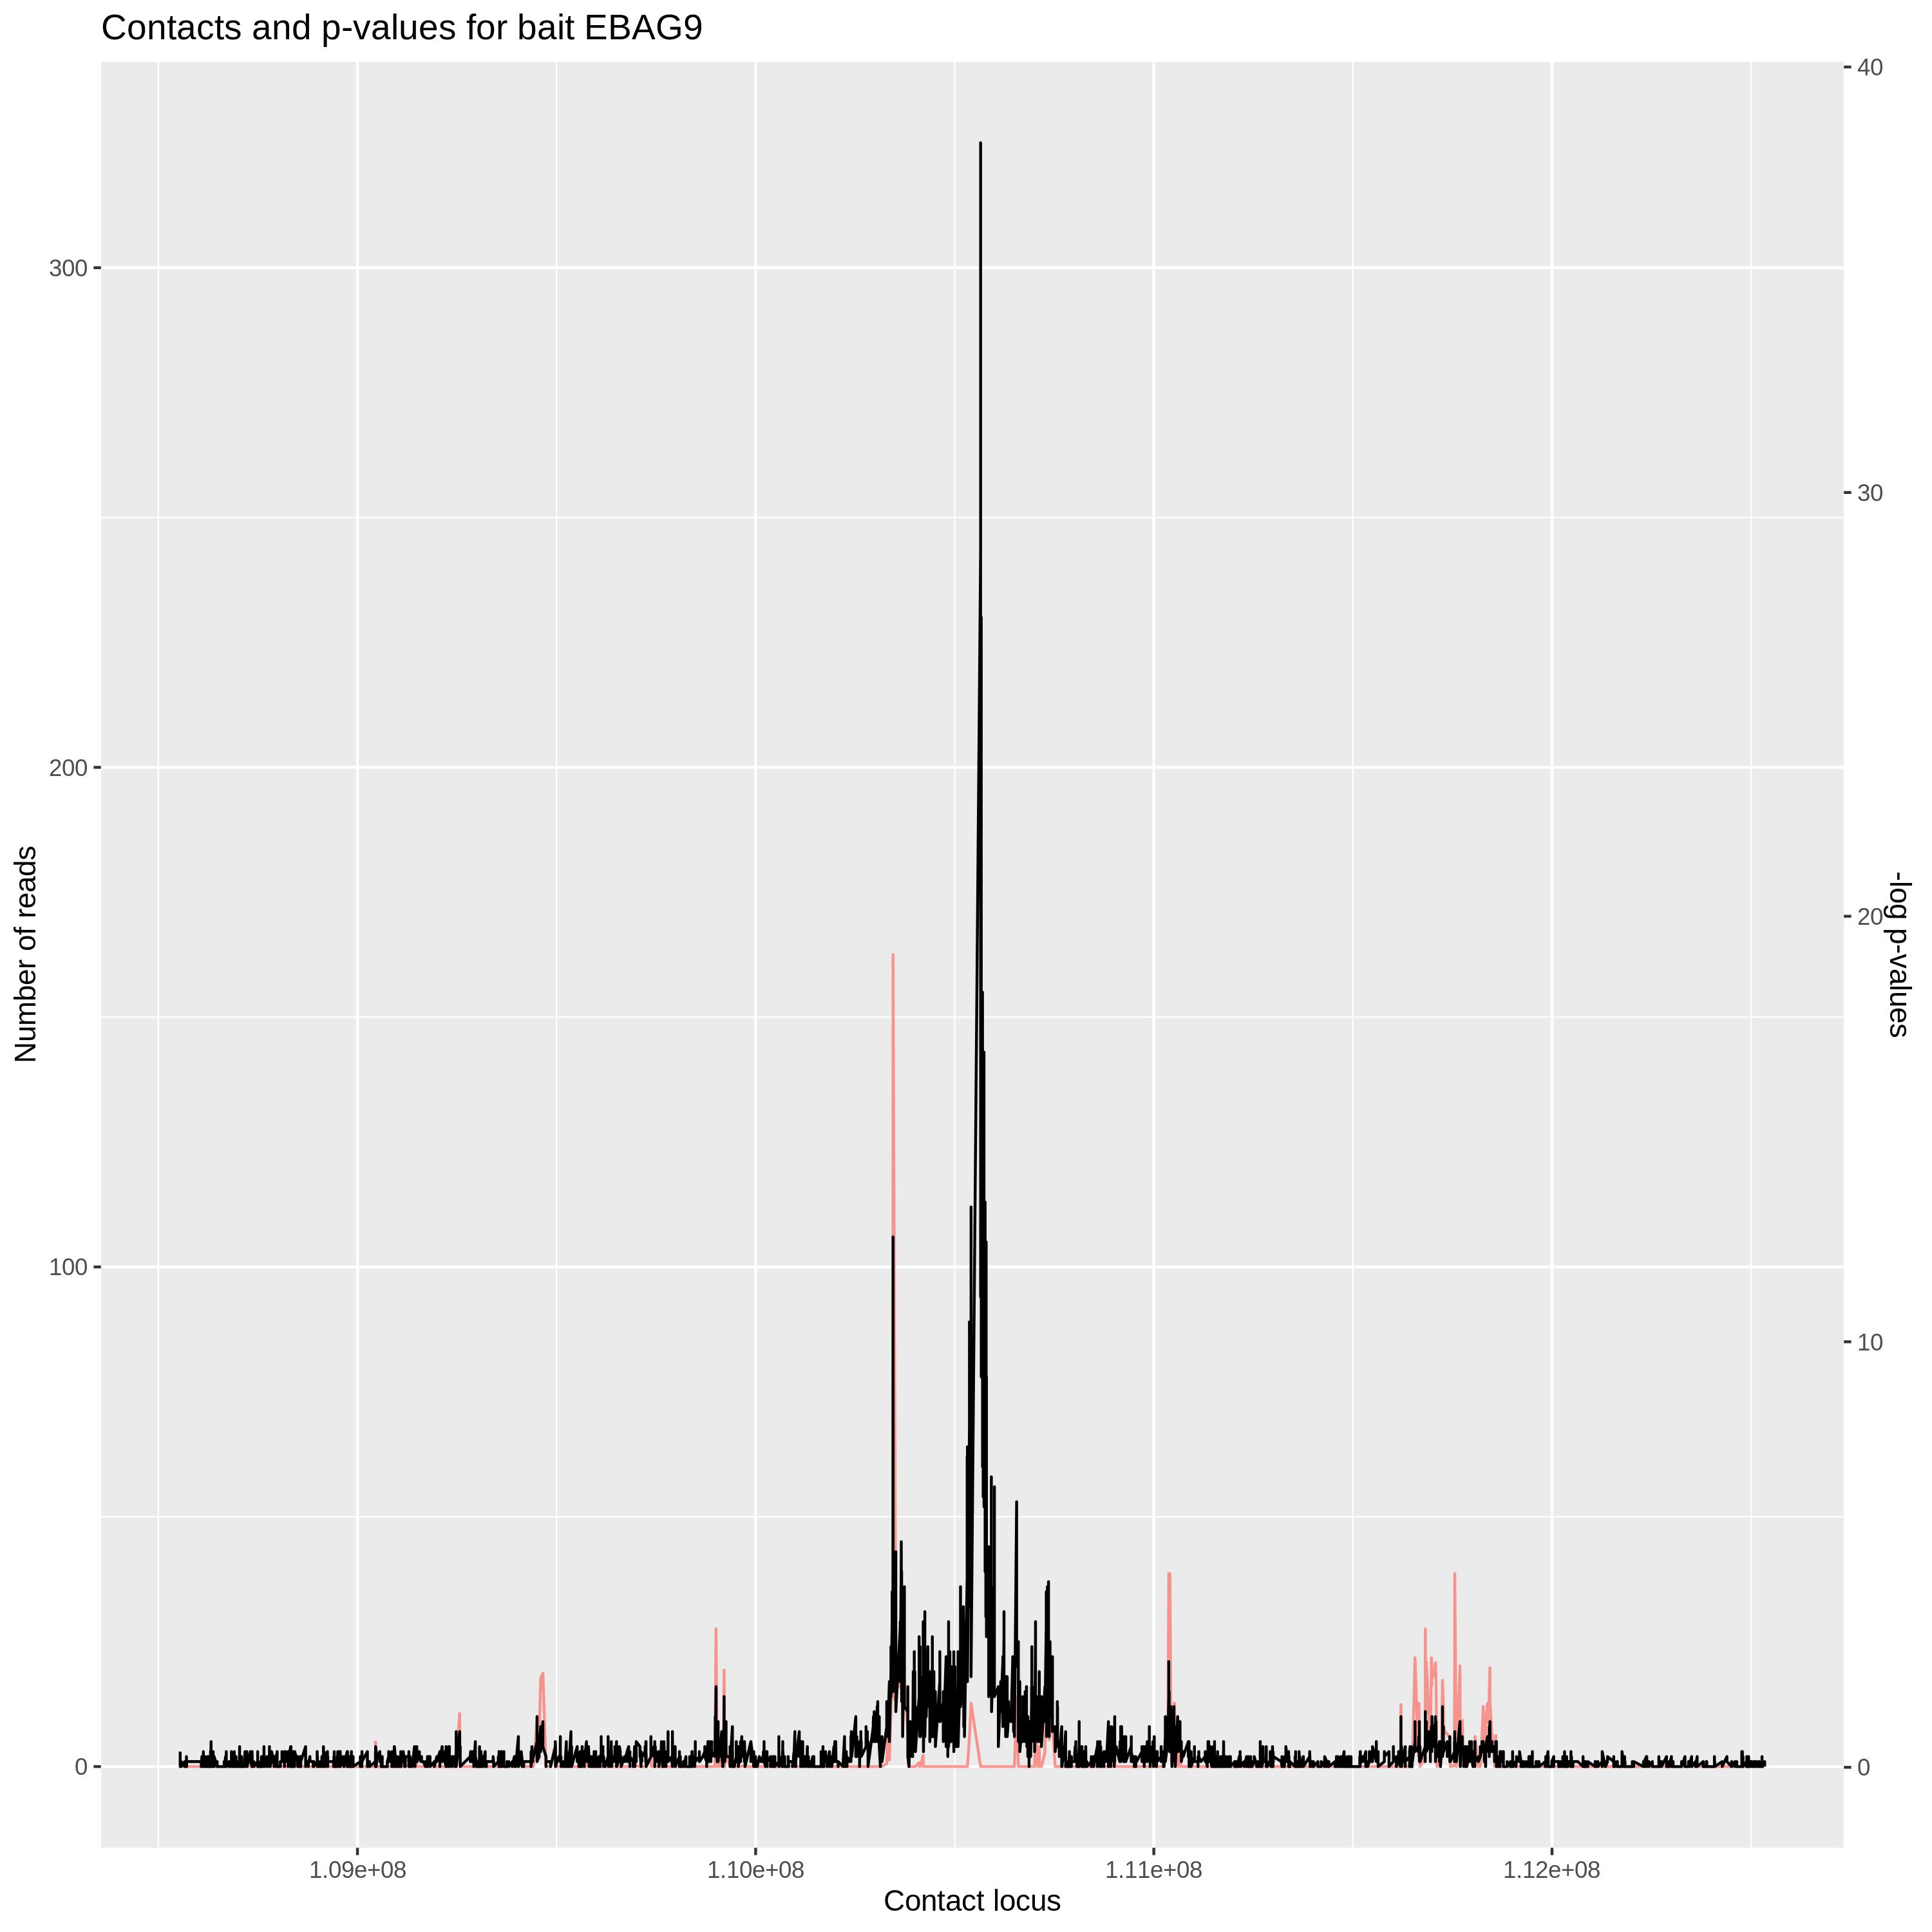 Contacts and p-values for bait EBAG9
40
300
30
200
20
Number of reads
-log p-values
100
10
0
0
1.09e+08 1.10e+08 1.11e+08 1.12e+08
Contact locus